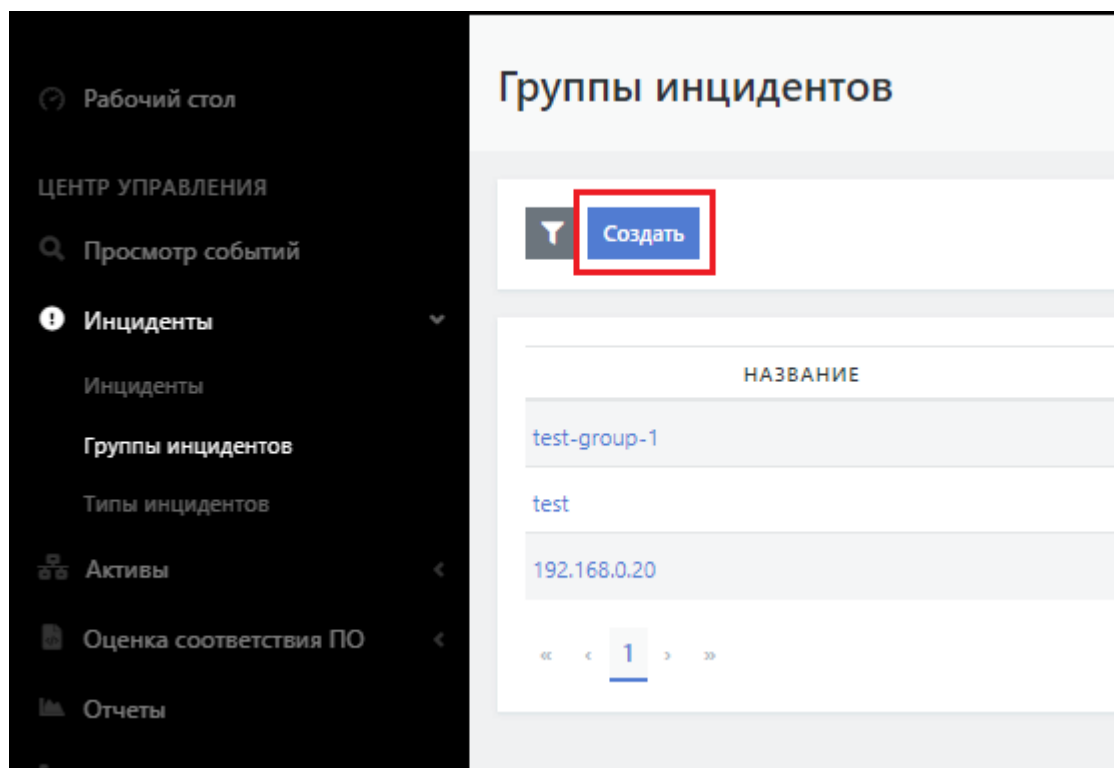 Рабочий стол
ЦЕНТР УПРАВЛЕНИЯ
Просмотр событий
Инциденты
Инциденты
Группы инцидентов
Типы инцидентов
Активы
Оценка соответствия ПО
Отчеты
Группы инцидентов
Создать
НАЗВАНИЕ
test-group-1
test
192.168.0.20
« ‹ 1 › »